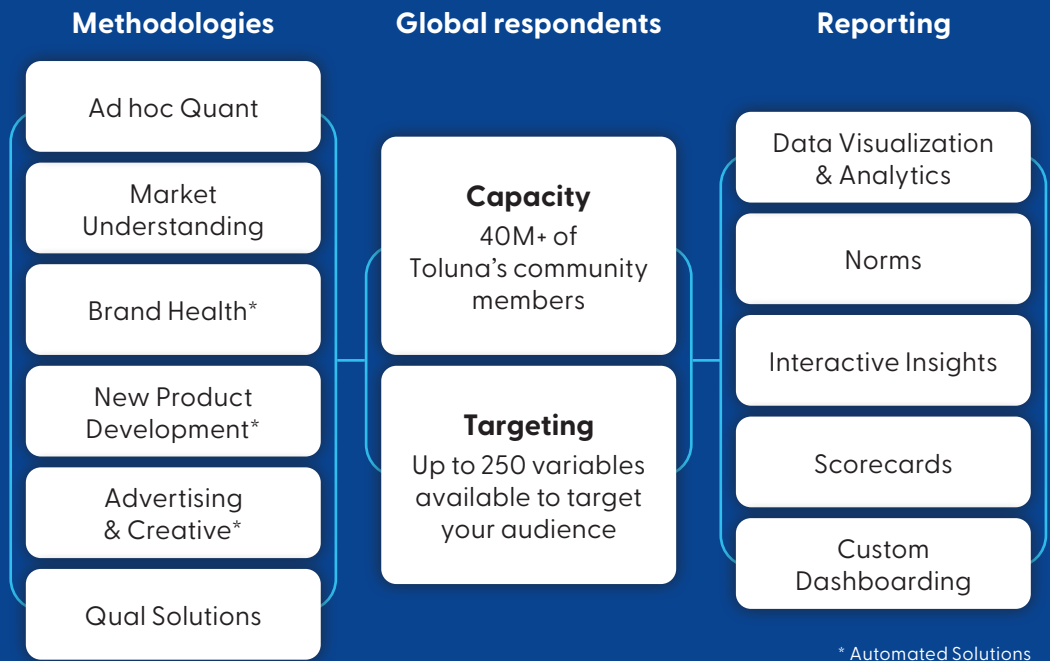 Methodologies
Ad hoc Quant
Market
Understanding
Brand Health*
New Product
Development*
Advertising
& Creative*
Qual Solutions
Global respondents
Capacity
40M+ of
Toluna’s community
members
Targeting
Up to 250 variables
available to target
your audience
Reporting
Data Visualization
& Analytics
Norms
Interactive Insights
Scorecards
Custom
Dashboarding
* Automated Solutions